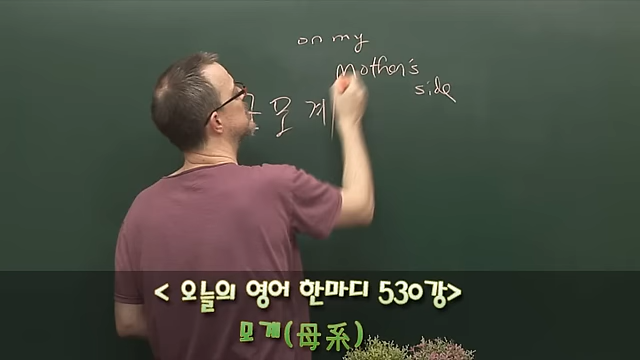 on my
mother's
side
모계
< 오늘의 영어 한마디 530강>
모계(母系)